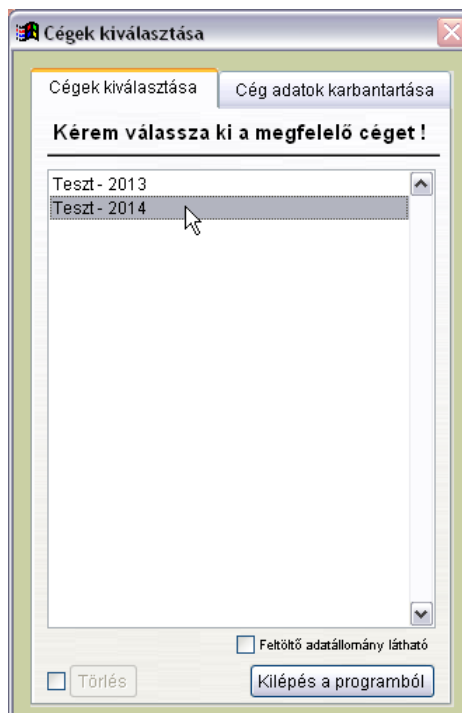 Cégek kiválasztása
Cégek kiválasztása
Cég adatok karbantartása
Kérem válassza ki a megfelelő céget !
Teszt - 2013
Teszt - 2014
Feltöltő adatállomány látható
Törlés
Kilépés a programból